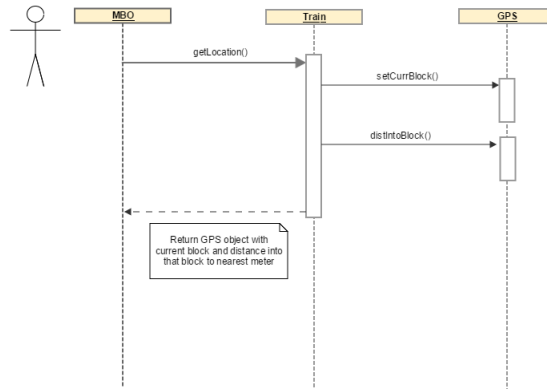 MBO
Train
GPS
getLocation()
setCurrBlock()
distIntoBlock()
Return GPS object with
current block and distance into
that block to nearest meter